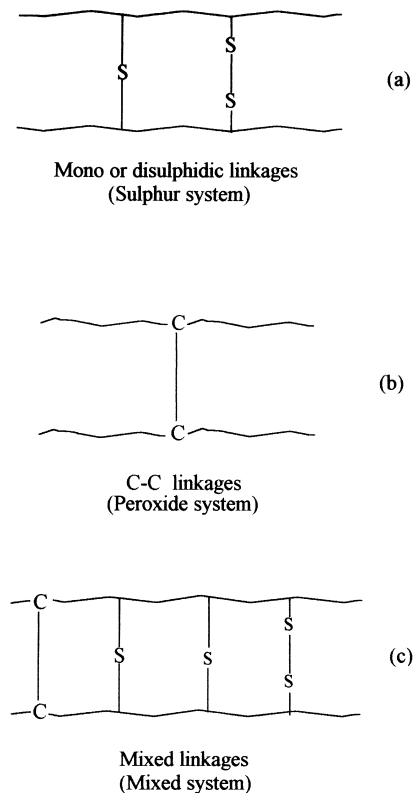 S
S
S
(a)
Mono or disulphidic linkages
(Sulphur system)
C
(b)
C
C-C linkages
(Peroxide system)
C
S
S
S
S
(c)
C
Mixed linkages
(Mixed system)